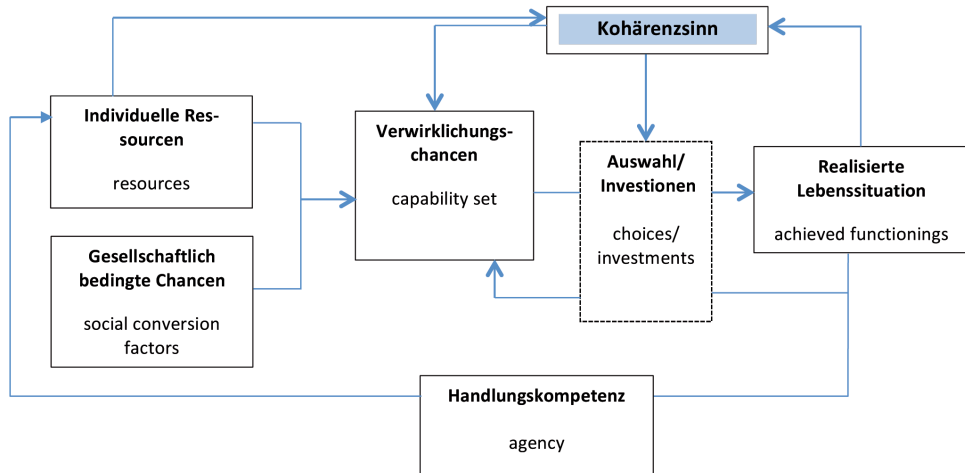 Kohärenzsinn
Individuelle Res-
sourcen
resources
Gesellschaftlich
bedingte Chancen
social conversion
factors
Verwirklichungs-
chancen
capability set
Auswahl/
Investionen
choices/
investments
Realisierte
Lebenssituation
achieved functionings
Handlungskompetenz
agency